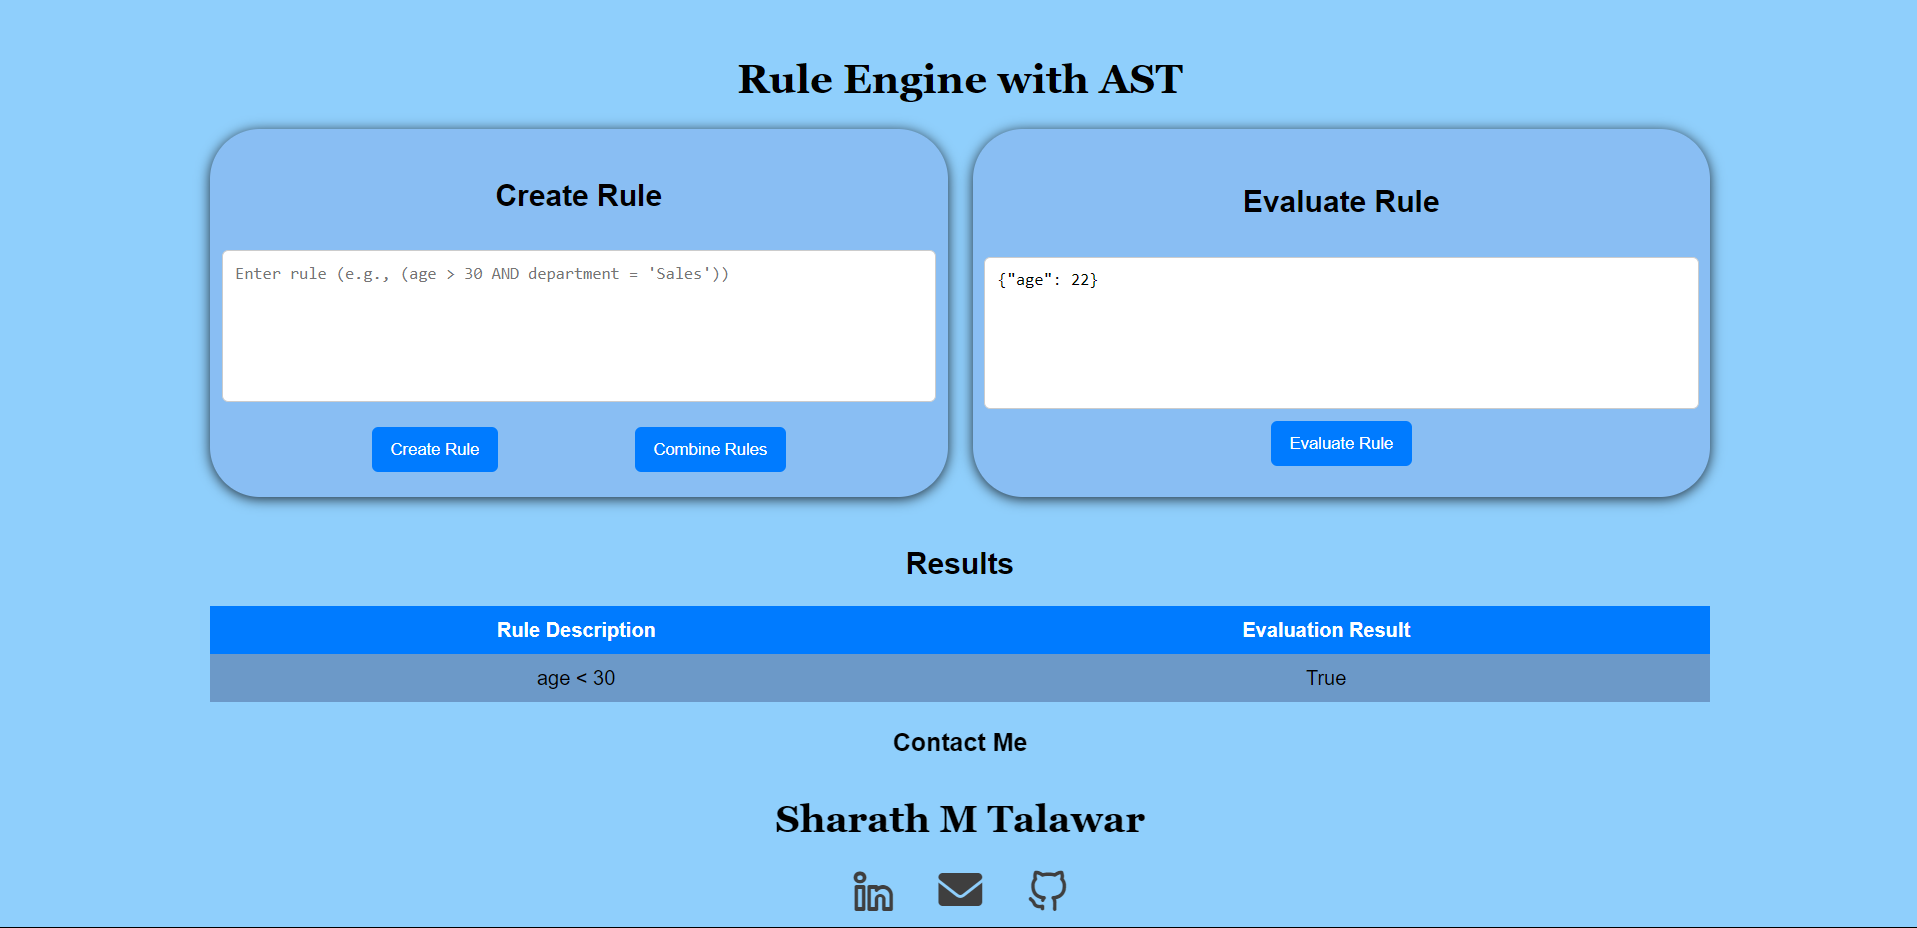 Rule Engine with AST
Create Rule
Enter rule (e.g., (age > 30 AND department = 'Sales'))
Create Rule
Combine Rules
Evaluate Rule
{"age": 22}
Evaluate Rule
Results
Rule Description
Evaluation Result
age < 30
True
Contact Me
Sharath M Talawar
in